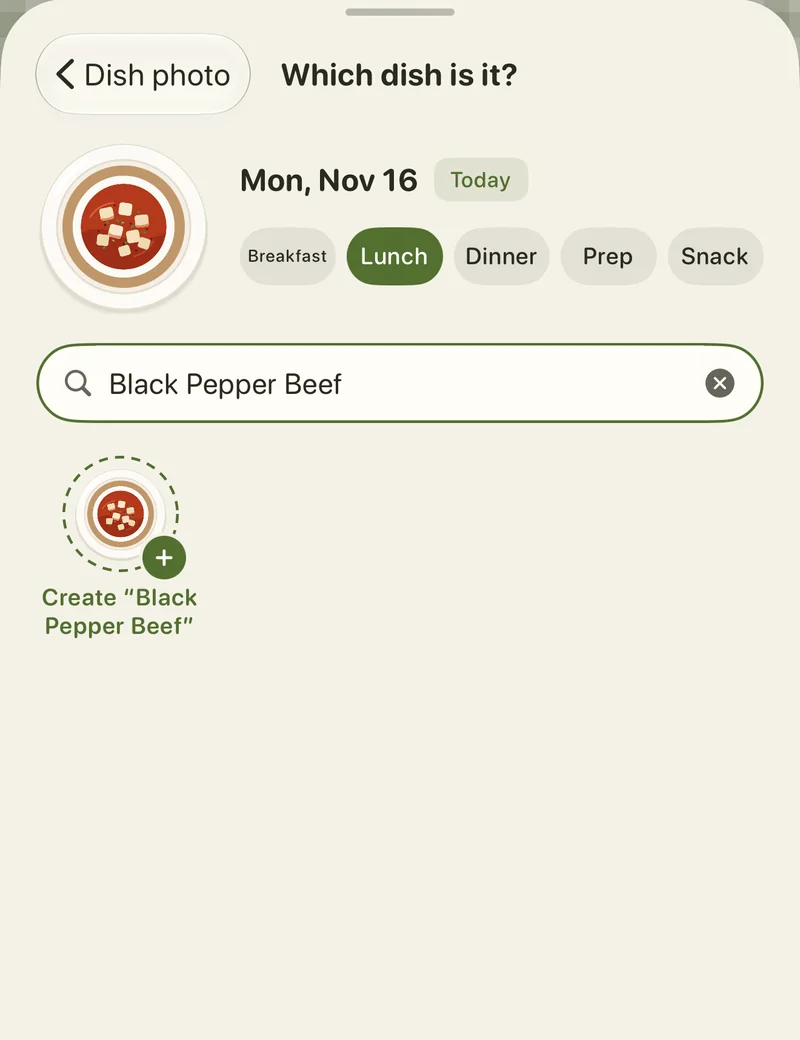 Dish photo
Which dish is it?
Mon, Nov 16
Today
Breakfast
Lunch
Dinner
Prep
Snack
Black Pepper Beef
Create “Black
Pepper Beef”